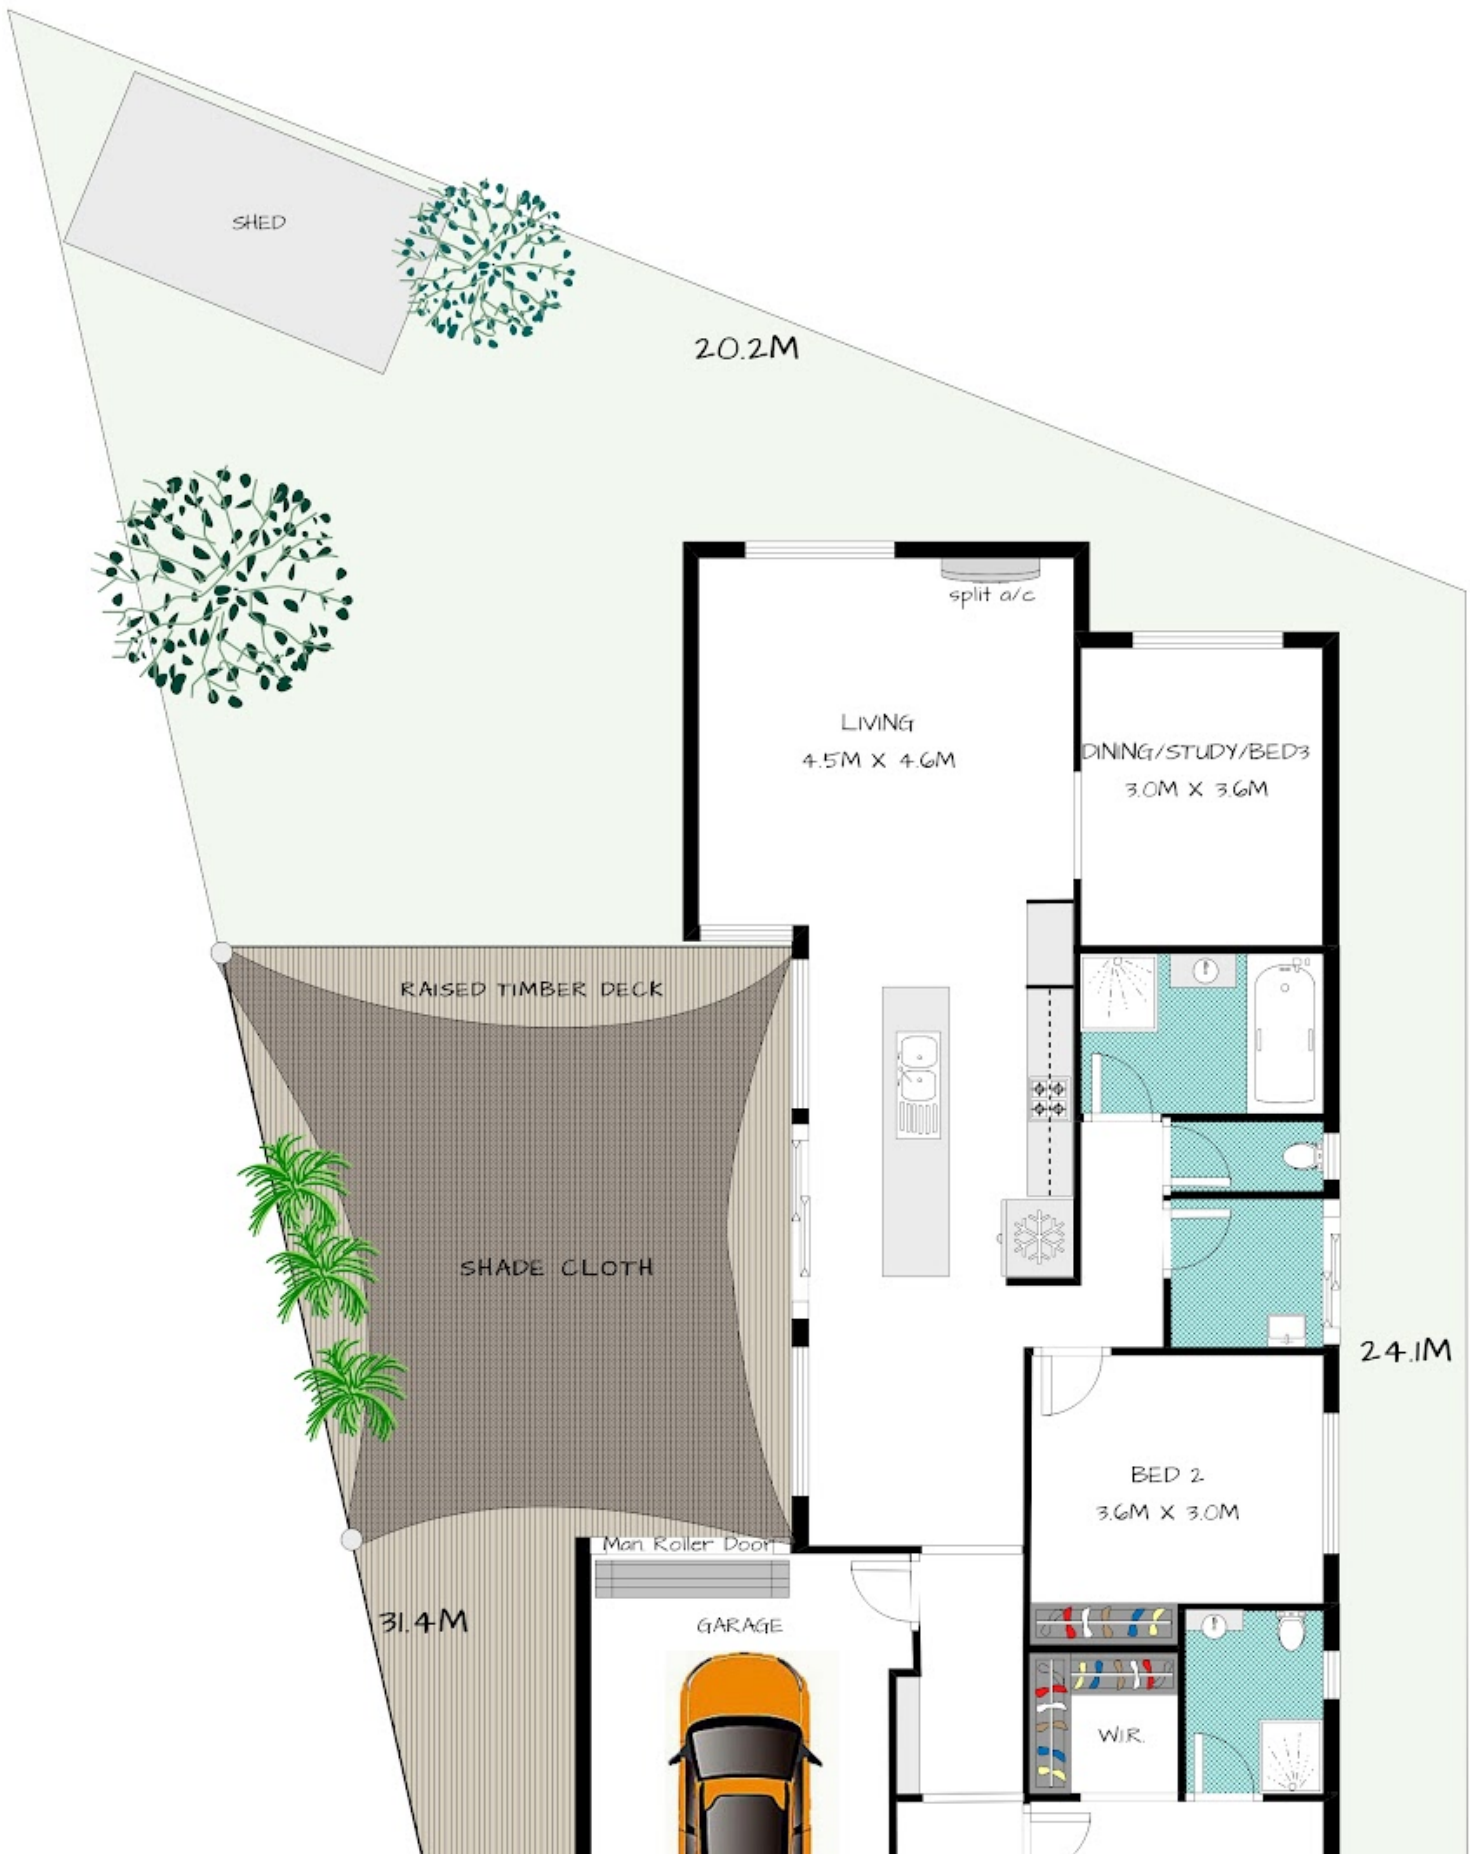 SHED
20.2M
split a/c
LIVING
4.5M X 4.6M
DINING/STUDY/BED3
3.0M X 3.6M
RAISED TIMBER DECK
SHADE CLOTH
24.1M
BED 2
3.6M X 3.0M
Man. Roller Door
31.4M
GARAGE
W.I.R.